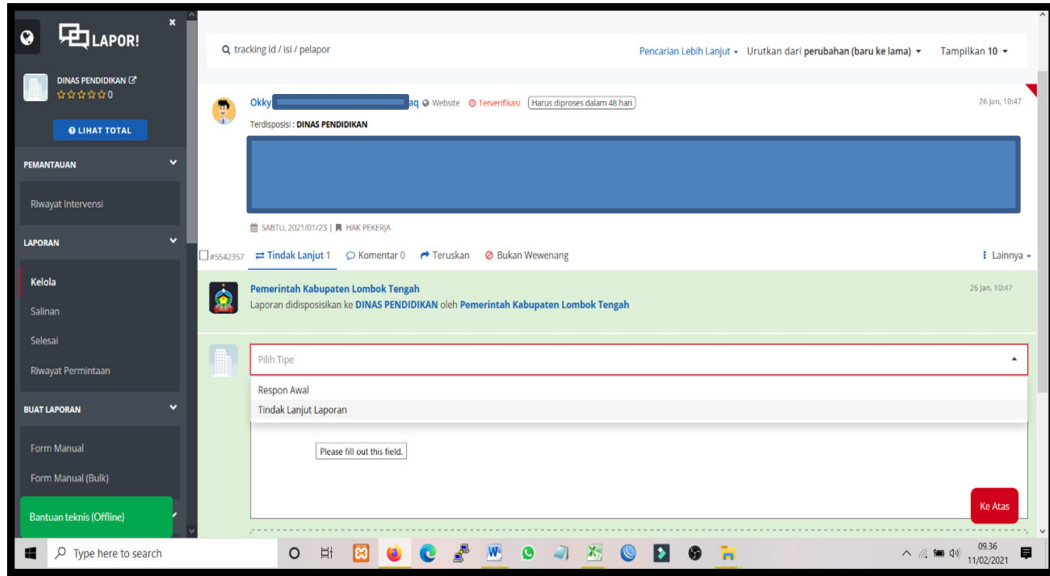 LAPOR!
×
DINAS PENDIDIKAN
0
LIHAT TOTAL
PEMANTAUAN
Riwayat Intervensi
LAPORAN
Kelola
Salinan
Selesai
Riwayat Permintaan
BUAT LAPORAN
Form Manual
Form Manual (Bulk)
Bantuan teknis (Offline)
tracking id / isi / pelapor
Pencarian Lebih Lanjut Urutkan dari perubahan (baru ke lama) Tampilkan 10
Okky aq Website Terverifikasi Harus diproses dalam 48 hari 26 Jan, 10:47
Terdisposisi : DINAS PENDIDIKAN
SABTU, 2021/01/23 | HAK PEKERJA
#5542357 Tindak Lanjut 1 Komentar 0 Teruskan Bukan Wewenang Lainnya
Pemerintah Kabupaten Lombok Tengah 26 Jan, 10:47
Laporan didisposisikan ke DINAS PENDIDIKAN oleh Pemerintah Kabupaten Lombok Tengah
Pilih Tipe
Respon Awal
Tindak Lanjut Laporan
Please fill out this field.
Ke Atas
Type here to search
09.36
11/02/2021